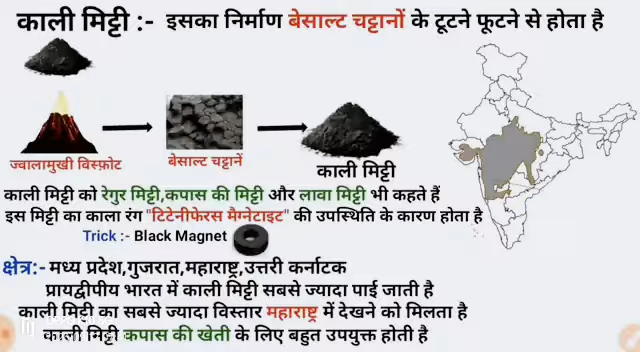 काली मिट्टी :- इसका निर्माण बेसाल्ट चट्टानों के टूटने फूटने से होता है
ज्वालामुखी विस्फ़ोट
बेसाल्ट चट्टानें
काली मिट्टी
काली मिट्टी को रेगुर मिट्टी,कपास की मिट्टी और लावा मिट्टी भी कहते हैं
इस मिट्टी का काला रंग "टिटेनीफेरस मैग्नेटाइट" की उपस्थिति के कारण होता है
Trick :- Black Magnet
क्षेत्र:- मध्य प्रदेश,गुजरात,महाराष्ट्र,उत्तरी कर्नाटक
प्रायद्वीपीय भारत में काली मिट्टी सबसे ज्यादा पाई जाती है
काली मिट्टी का सबसे ज्यादा विस्तार महाराष्ट्र में देखने को मिलता है
काली मिट्टी कपास की खेती के लिए बहुत उपयुक्त होती है